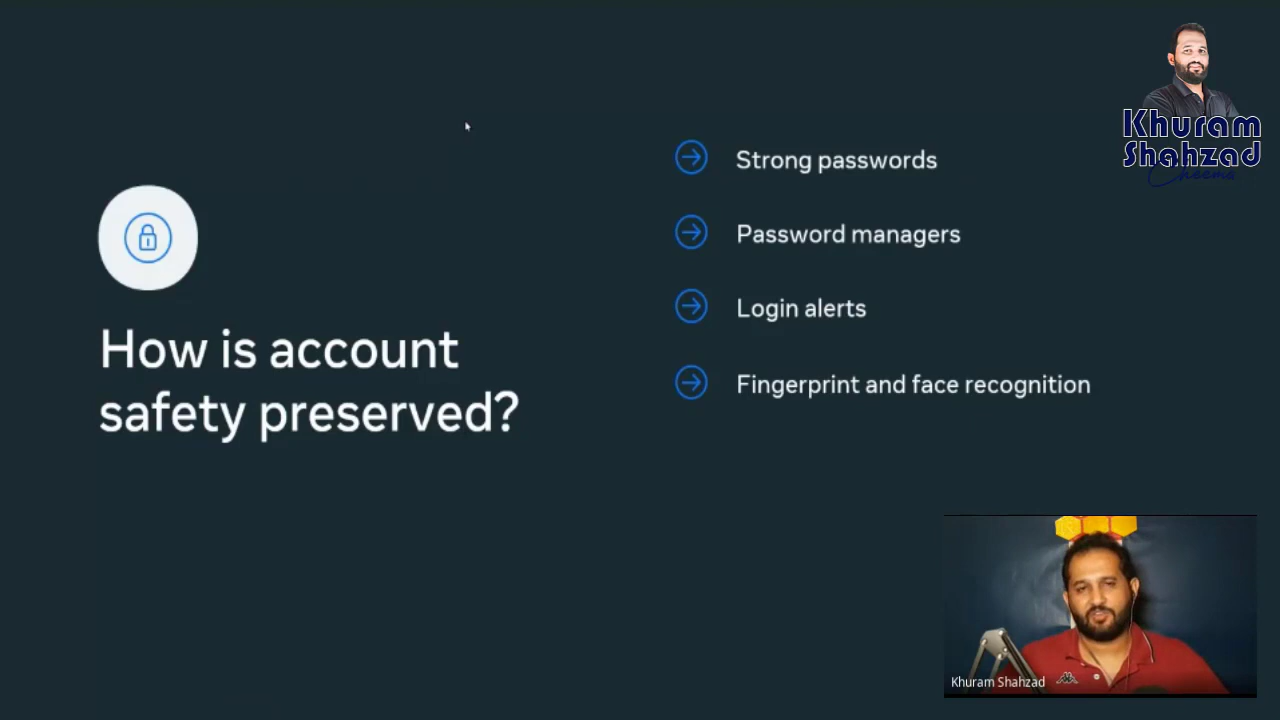 How is account
safety preserved?
Strong passwords
Password managers
Login alerts
Fingerprint and face recognition
Khuram
Shahzad
Cheema
Khuram Shahzad